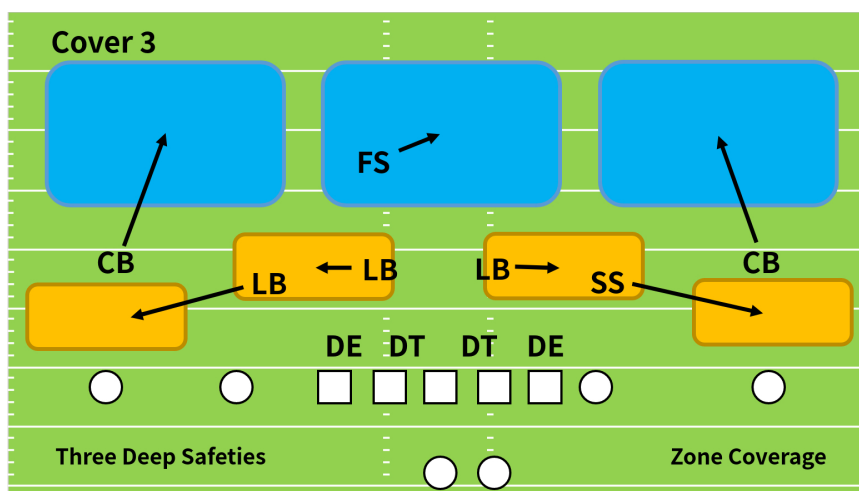 Cover 3
FS
CB
CB
LB
LB
LB
SS
DE
DT
DT
DE
Three Deep Safeties
Zone Coverage